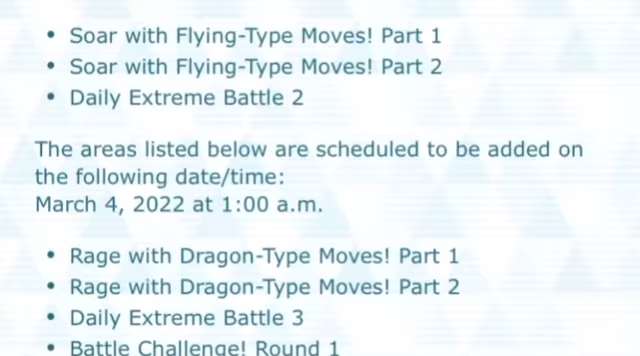 • Soar with Flying-Type Moves! Part 1
• Soar with Flying-Type Moves! Part 2
• Daily Extreme Battle 2
The areas listed below are scheduled to be added on
the following date/time:
March 4, 2022 at 1:00 a.m.
• Rage with Dragon-Type Moves! Part 1
• Rage with Dragon-Type Moves! Part 2
• Daily Extreme Battle 3
• Battle Challenge! Round 1